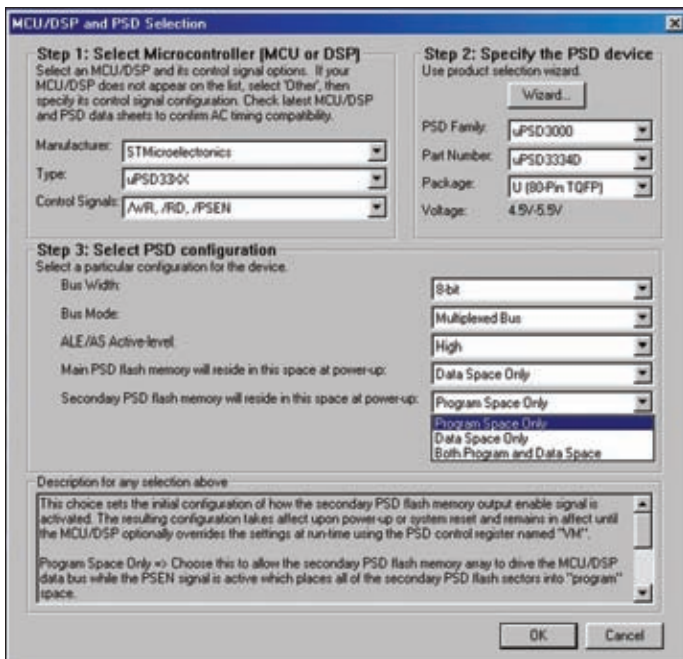 MCU/DSP and PSD Selection
Step 1: Select Microcontroller (MCU or DSP)
Select an MCU/DSP and its control signal options. If your
MCU/DSP does not appear on the list, select 'Other', then
specify its control signal configuration. Check latest MCU/DSP
and PSD data sheets to confirm AC timing compatibility.
Manufacturer: STMicroelectronics
Type: uPSD33XX
Control Signals: /WR, /RD, /PSEN
Step 2: Specify the PSD device
Use product selection wizard.
Wizard...
PSD Family: uPSD3000
Part Number: uPSD3334D
Package: U (80-Pin TQFP)
Voltage: 4.5V-5.5V
Step 3: Select PSD configuration
Select a particular configuration for the device.
Bus Width: 8-bit
Bus Mode: Multiplexed Bus
ALE/AS Active-level: High
Main PSD flash memory will reside in this space at power-up: Data Space Only
Secondary PSD flash memory will reside in this space at power-up: Program Space Only
Program Space Only
Data Space Only
Both Program and Data Space
Description for any selection above
This choice sets the initial configuration of how the secondary PSD flash memory output enable signal is
activated. The resulting configuration takes affect upon power-up or system reset and remains in affect until
the MCU/DSP optionally overrides the settings at run-time using the PSD control register named "VM".
Program Space Only => Choose this to allow the secondary PSD flash memory array to drive the MCU/DSP
data bus while the PSEN signal is active which places all of the secondary PSD flash sectors into "program"
space.
OK
Cancel